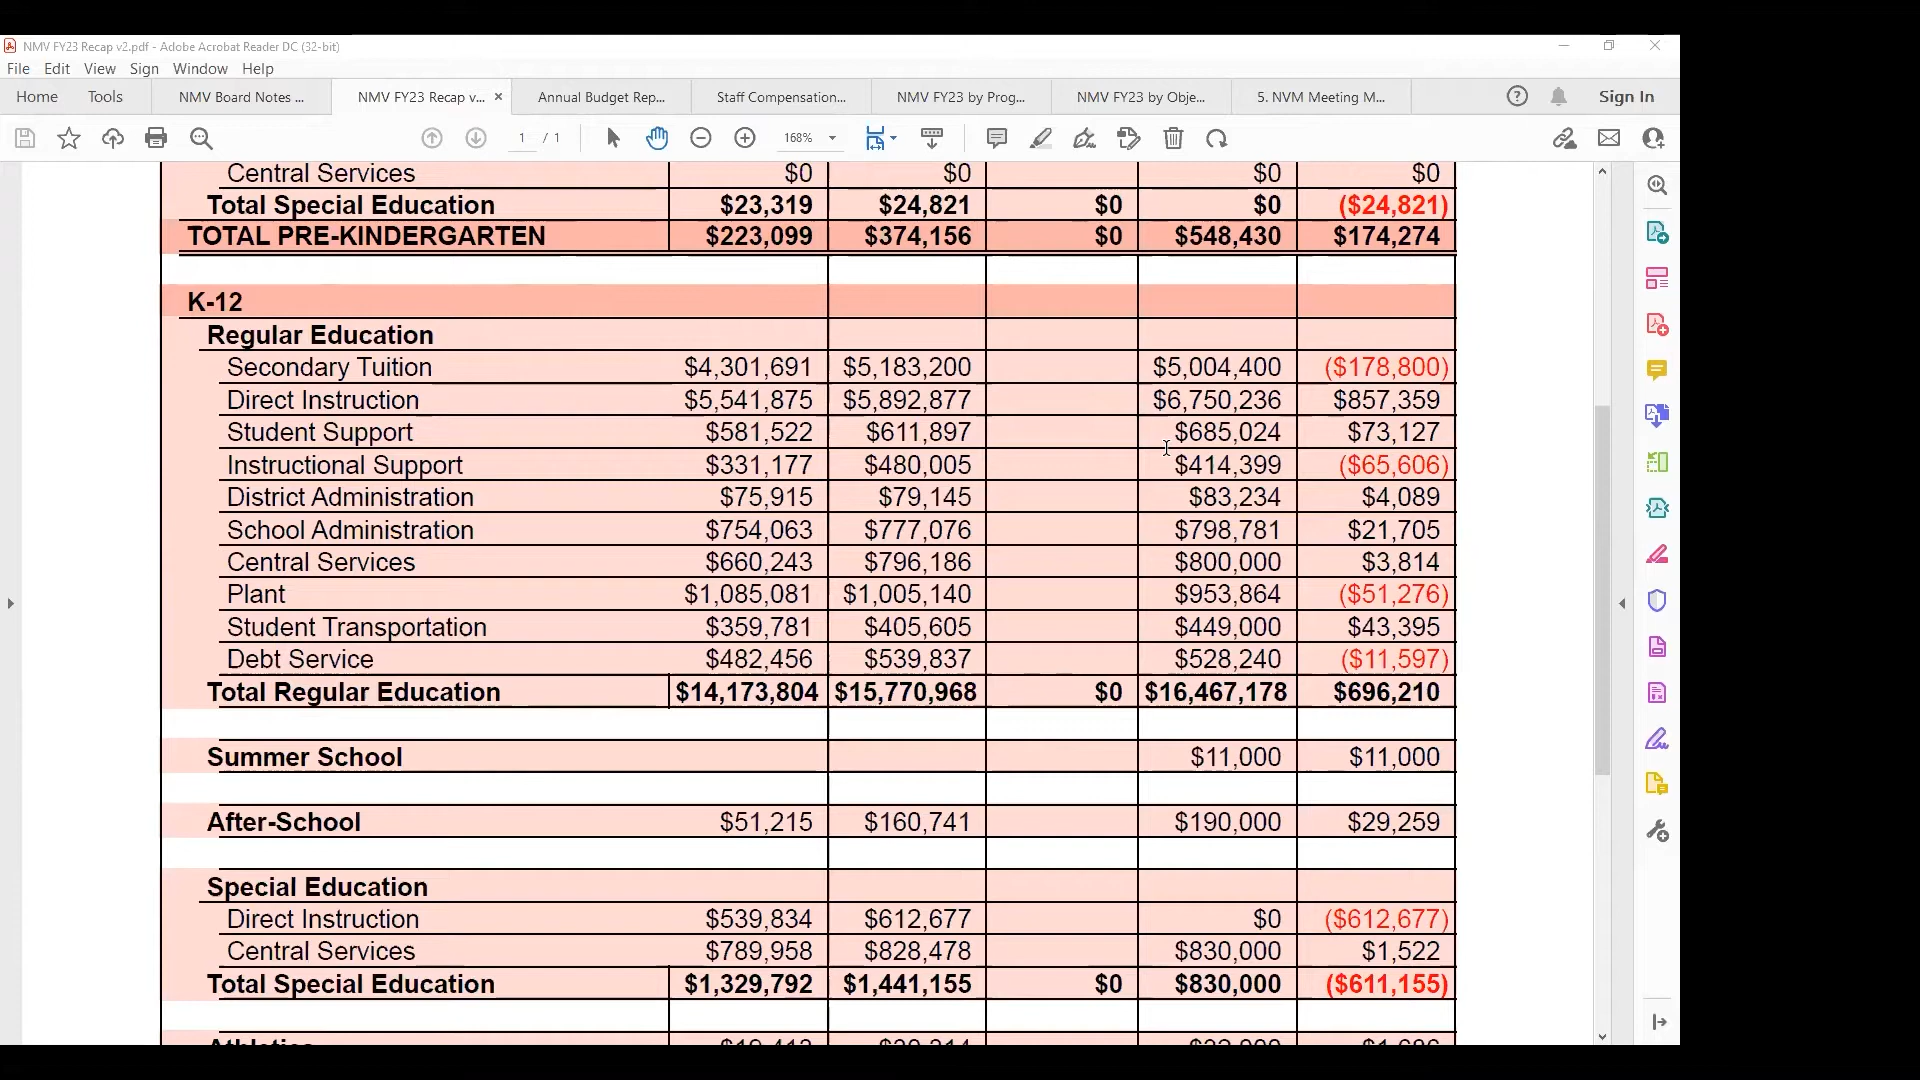 NMV FY23 Recap v2.pdf - Adobe Acrobat Reader DC (32-bit)
File Edit View Sign Window Help
Home Tools NMV Board Notes ... NMV FY23 Recap v... × Annual Budget Rep... Staff Compensation... NMV FY23 by Prog... NMV FY23 by Obje... 5. NVM Meeting M... Sign In
1 / 1 168%
Central Services $0 $0 $0 $0
Total Special Education $23,319 $24,821 $0 $0 ($24,821)
TOTAL PRE-KINDERGARTEN $223,099 $374,156 $0 $548,430 $174,274
K-12
Regular Education
Secondary Tuition $4,301,691 $5,183,200 $5,004,400 ($178,800)
Direct Instruction $5,541,875 $5,892,877 $6,750,236 $857,359
Student Support $581,522 $611,897 $685,024 $73,127
Instructional Support $331,177 $480,005 $414,399 ($65,606)
District Administration $75,915 $79,145 $83,234 $4,089
School Administration $754,063 $777,076 $798,781 $21,705
Central Services $660,243 $796,186 $800,000 $3,814
Plant $1,085,081 $1,005,140 $953,864 ($51,276)
Student Transportation $359,781 $405,605 $449,000 $43,395
Debt Service $482,456 $539,837 $528,240 ($11,597)
Total Regular Education $14,173,804 $15,770,968 $0 $16,467,178 $696,210
Summer School $11,000 $11,000
After-School $51,215 $160,741 $190,000 $29,259
Special Education
Direct Instruction $539,834 $612,677 $0 ($612,677)
Central Services $789,958 $828,478 $830,000 $1,522
Total Special Education $1,329,792 $1,441,155 $0 $830,000 ($611,155)